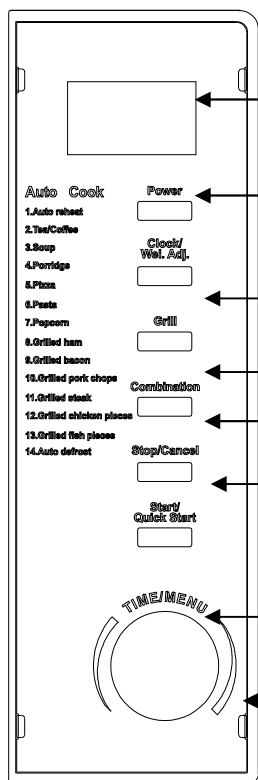 Auto Cook
1.Auto reheat
2.Tea/Coffee
3.Soup
4.Porridge
5.Pizza
6.Pasta
7.Popcorn
8.Grilled ham
9.Grilled bacon
10.Grilled pork chops
11.Grilled steak
12.Grilled chicken pieces
13.Grilled fish pieces
14.Auto defrost
Power
Clock/
Wei. Adj.
Grill
Combination
Stop/Cancel
Start/
Quick Start
TIME/MENU